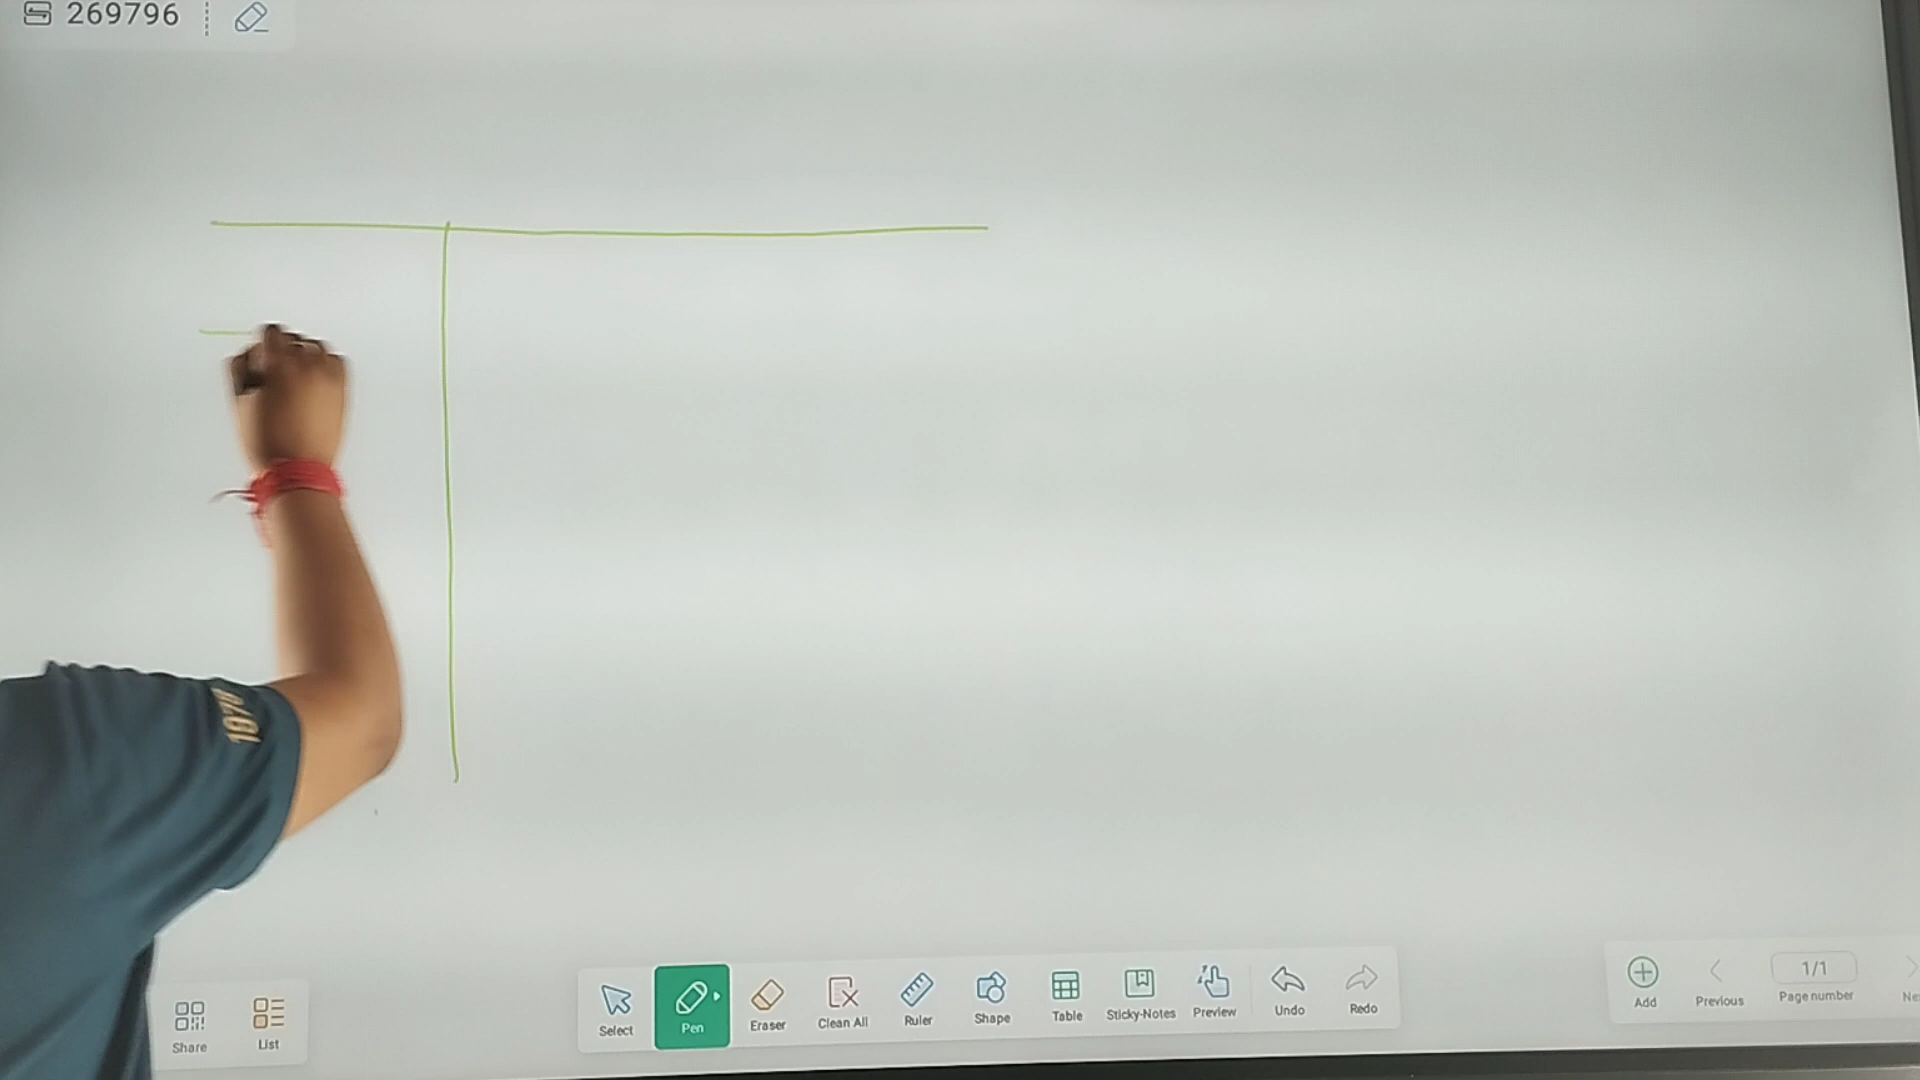 269796
1970
Share
List
Select
Pen
Eraser
Clean All
Ruler
Shape
Table
Sticky-Notes
Preview
Undo
Redo
Add
Previous
1/1
Page number